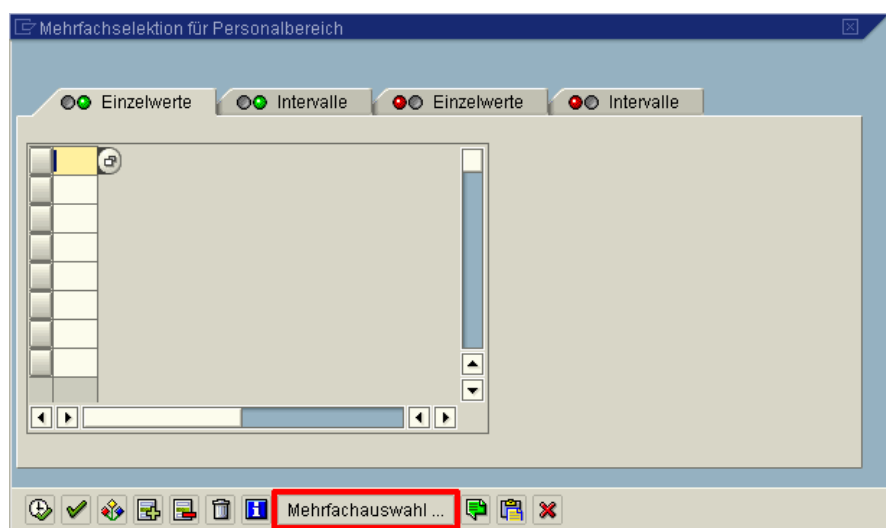 Mehrfachselektion für Personalbereich
Einzelwerte Intervalle Einzelwerte Intervalle
Mehrfachauswahl ...